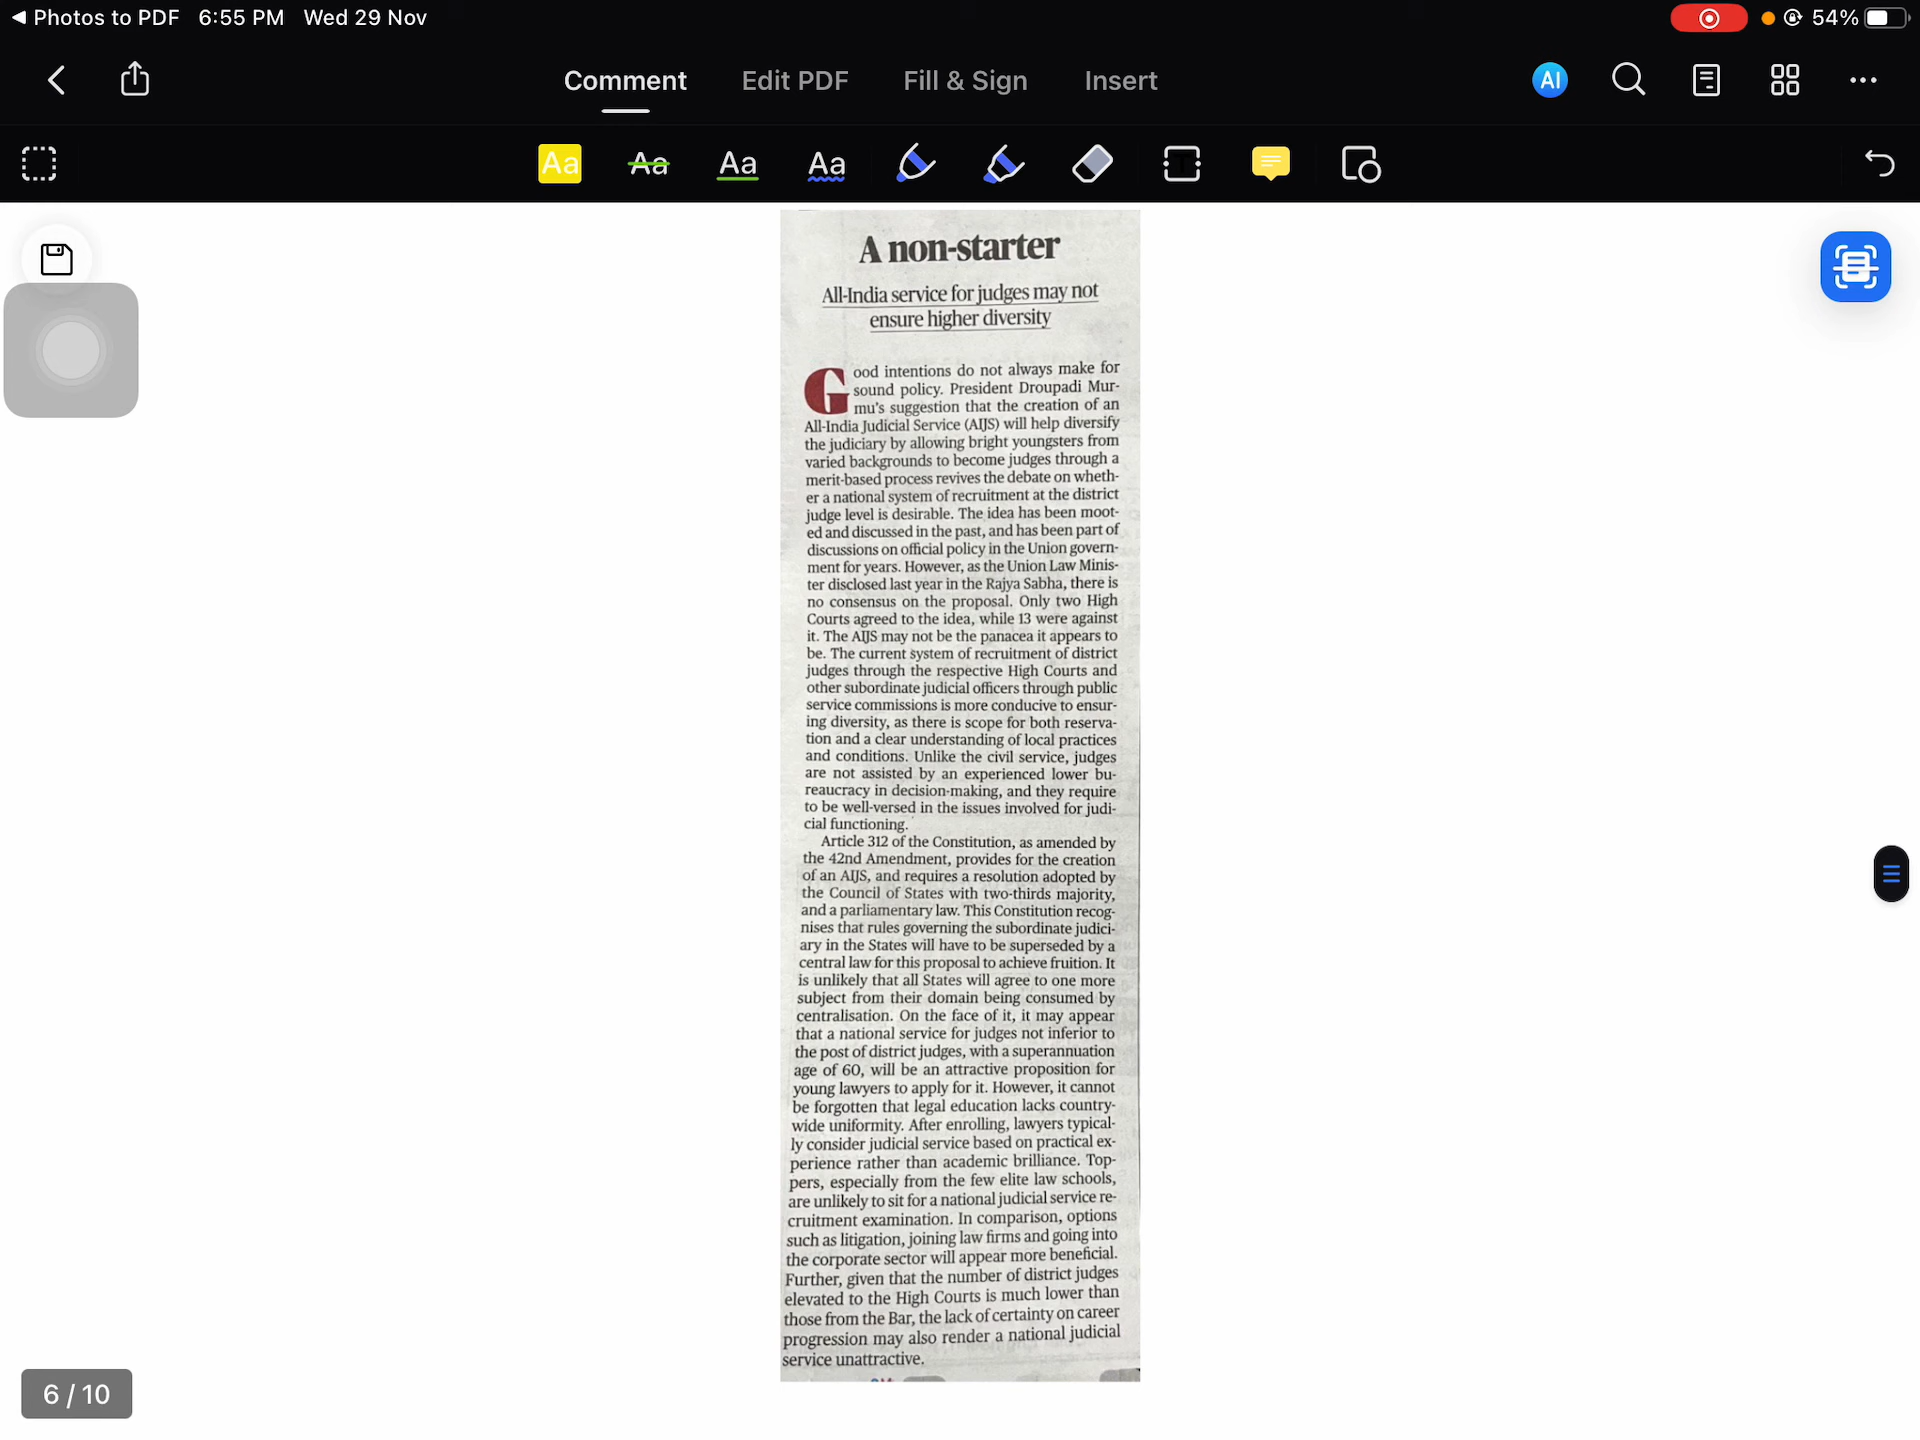 ◂ Photos to PDF 6:55 PM Wed 29 Nov
54%
Comment Edit PDF Fill & Sign Insert
AI
Aa Aa Aa Aa
T
A non-starter
All-India service for judges may not
ensure higher diversity
Good intentions do not always make for
sound policy. President Droupadi Mur-
mu's suggestion that the creation of an
All-India Judicial Service (AIJS) will help diversify
the judiciary by allowing bright youngsters from
varied backgrounds to become judges through a
merit-based process revives the debate on wheth-
er a national system of recruitment at the district
judge level is desirable. The idea has been moot-
ed and discussed in the past, and has been part of
discussions on official policy in the Union govern-
ment for years. However, as the Union Law Minis-
ter disclosed last year in the Rajya Sabha, there is
no consensus on the proposal. Only two High
Courts agreed to the idea, while 13 were against
it. The AIJS may not be the panacea it appears to
be. The current system of recruitment of district
judges through the respective High Courts and
other subordinate judicial officers through public
service commissions is more conducive to ensur-
ing diversity, as there is scope for both reserva-
tion and a clear understanding of local practices
and conditions. Unlike the civil service, judges
are not assisted by an experienced lower bu-
reaucracy in decision-making, and they require
to be well-versed in the issues involved for judi-
cial functioning.
Article 312 of the Constitution, as amended by
the 42nd Amendment, provides for the creation
of an AIJS, and requires a resolution adopted by
the Council of States with two-thirds majority,
and a parliamentary law. This Constitution recog-
nises that rules governing the subordinate judici-
ary in the States will have to be superseded by a
central law for this proposal to achieve fruition. It
is unlikely that all States will agree to one more
subject from their domain being consumed by
centralisation. On the face of it, it may appear
that a national service for judges not inferior to
the post of district judges, with a superannuation
age of 60, will be an attractive proposition for
young lawyers to apply for it. However, it cannot
be forgotten that legal education lacks country-
wide uniformity. After enrolling, lawyers typical-
ly consider judicial service based on practical ex-
perience rather than academic brilliance. Top-
pers, especially from the few elite law schools,
are unlikely to sit for a national judicial service re-
cruitment examination. In comparison, options
such as litigation, joining law firms and going into
the corporate sector will appear more beneficial.
Further, given that the number of district judges
elevated to the High Courts is much lower than
those from the Bar, the lack of certainty on career
progression may also render a national judicial
service unattractive.
6 / 10